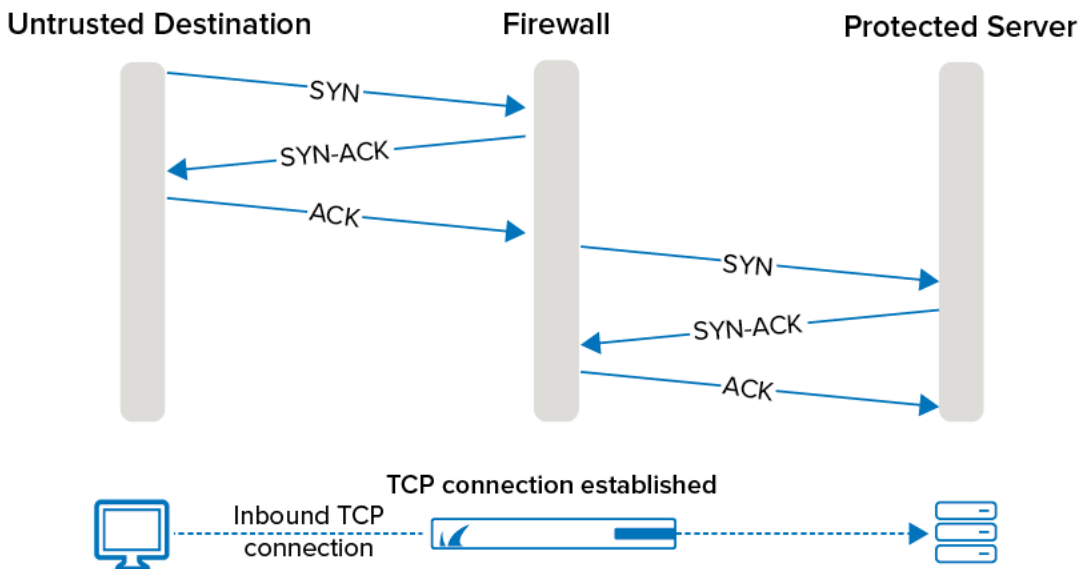 Untrusted Destination
Firewall
Protected Server
SYN
SYN-ACK
ACK
SYN
SYN-ACK
ACK
TCP connection established
Inbound TCP
connection